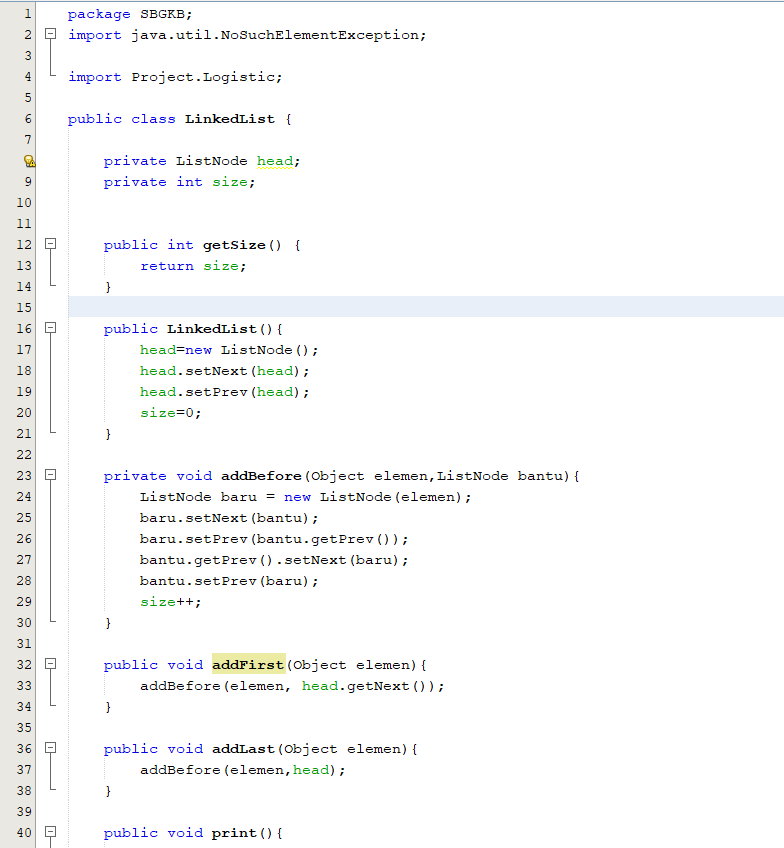 1 package SBGKB;
2 import java.util.NoSuchElementException;
3
4 import Project.Logistic;
5
6 public class LinkedList {
7
private ListNode head;
9 private int size;
10
11
12 public int getSize() {
13 return size;
14 }
15
16 public LinkedList(){
17 head=new ListNode();
18 head.setNext(head);
19 head.setPrev(head);
20 size=0;
21 }
22
23 private void addBefore(Object elemen,ListNode bantu){
24 ListNode baru = new ListNode(elemen);
25 baru.setNext(bantu);
26 baru.setPrev(bantu.getPrev());
27 bantu.getPrev().setNext(baru);
28 bantu.setPrev(baru);
29 size++;
30 }
31
32 public void addFirst(Object elemen){
33 addBefore(elemen, head.getNext());
34 }
35
36 public void addLast(Object elemen){
37 addBefore(elemen,head);
38 }
39
40 public void print(){